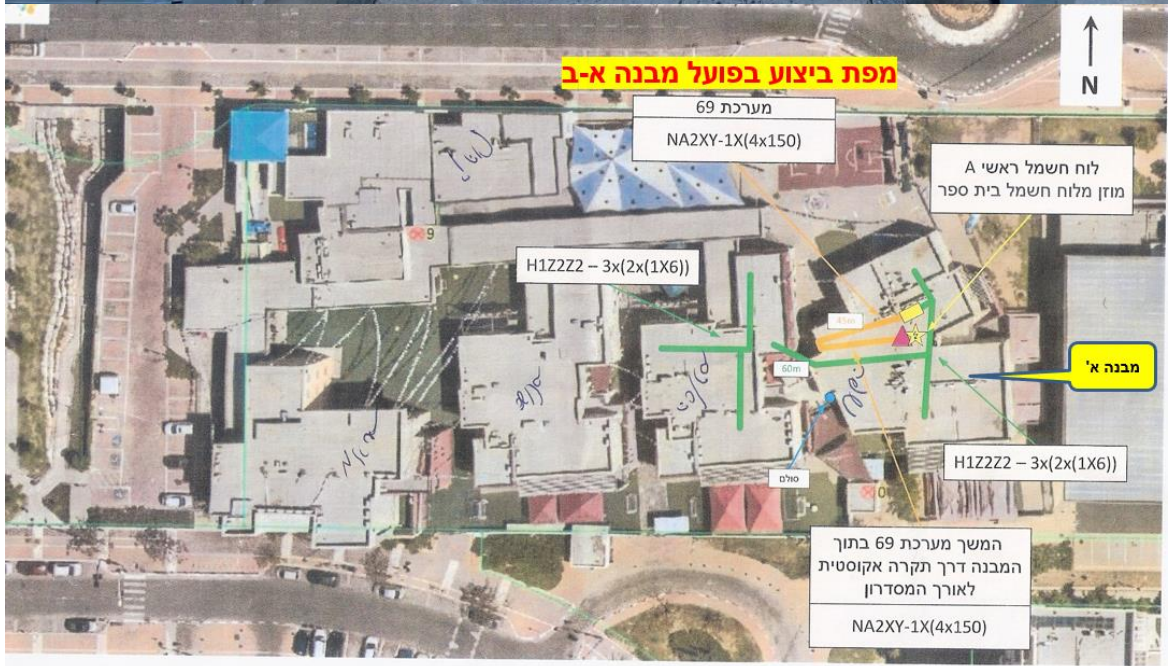 מפת ביצוע בפועל מבנה א-ב
N
מערכת 69
NA2XY-1X(4x150)
לוח חשמל ראשי A
מוזן מלוח חשמל בית ספר
9
H1Z2Z2 – 3x(2x(1X6))
45m
60m
מבנה א'
H1Z2Z2 – 3x(2x(1X6))
סולם
0
המשך מערכת 69 בתוך
המבנה דרך תקרה אקוסטית
לאורך המסדרון
NA2XY-1X(4x150)